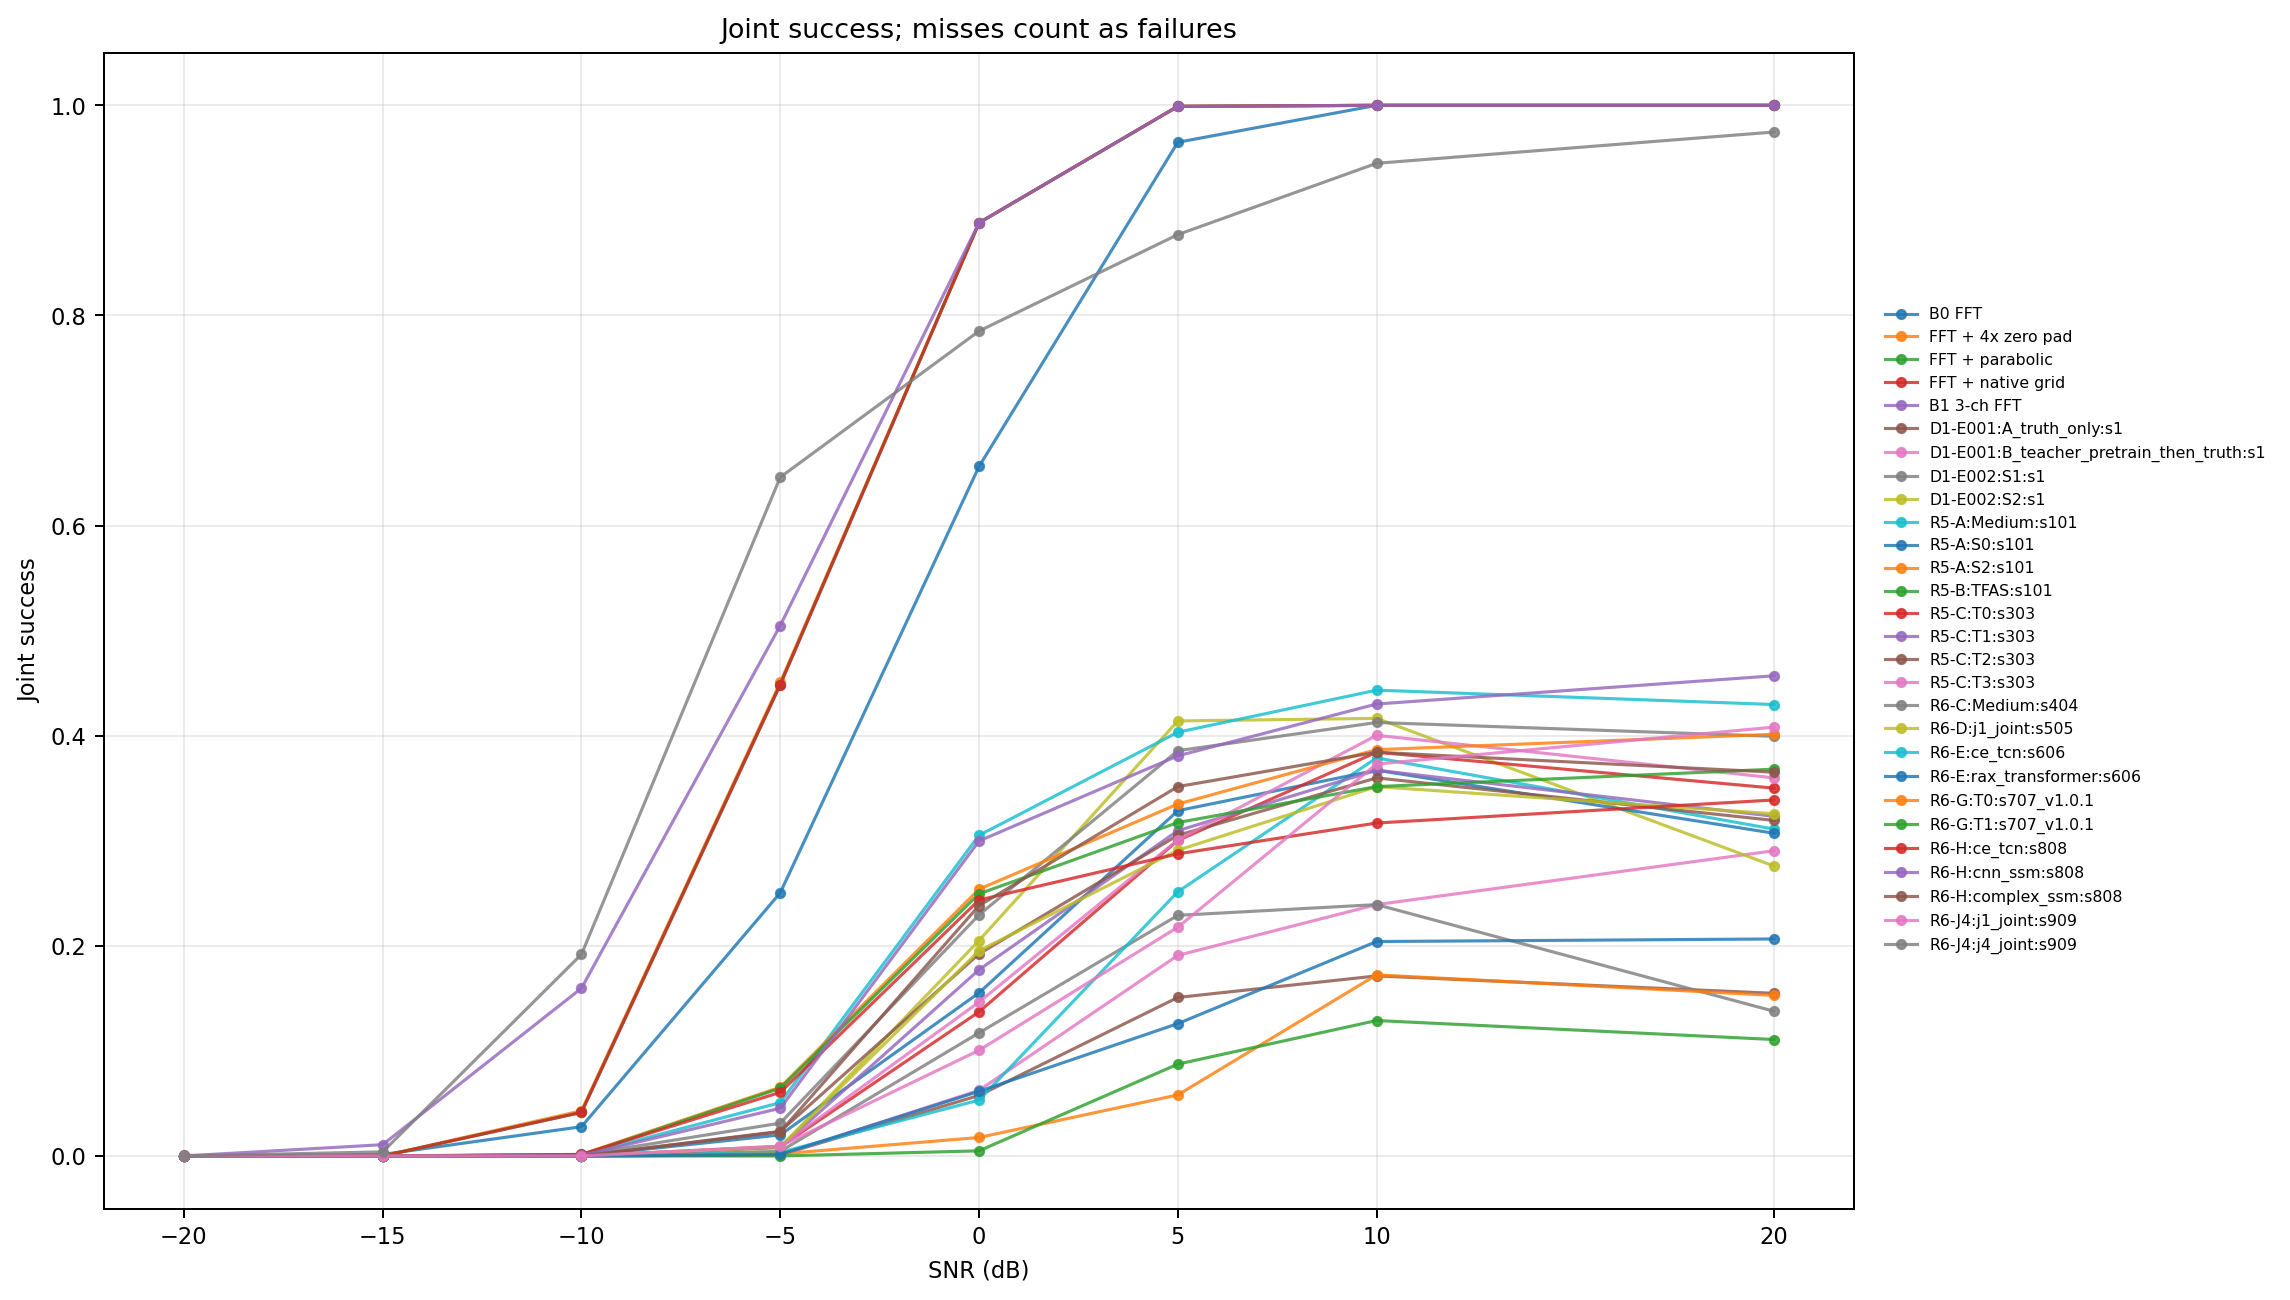 Joint success; misses count as failures
1.0
0.8
0.6
0.4
0.2
0.0
Joint success
−20
−15
−10
−5
0
5
10
20
SNR (dB)
B0 FFT
FFT + 4x zero pad
FFT + parabolic
FFT + native grid
B1 3-ch FFT
D1-E001:A_truth_only:s1
D1-E001:B_teacher_pretrain_then_truth:s1
D1-E002:S1:s1
D1-E002:S2:s1
R5-A:Medium:s101
R5-A:S0:s101
R5-A:S2:s101
R5-B:TFAS:s101
R5-C:T0:s303
R5-C:T1:s303
R5-C:T2:s303
R5-C:T3:s303
R6-C:Medium:s404
R6-D:j1_joint:s505
R6-E:ce_tcn:s606
R6-E:rax_transformer:s606
R6-G:T0:s707_v1.0.1
R6-G:T1:s707_v1.0.1
R6-H:ce_tcn:s808
R6-H:cnn_ssm:s808
R6-H:complex_ssm:s808
R6-J4:j1_joint:s909
R6-J4:j4_joint:s909